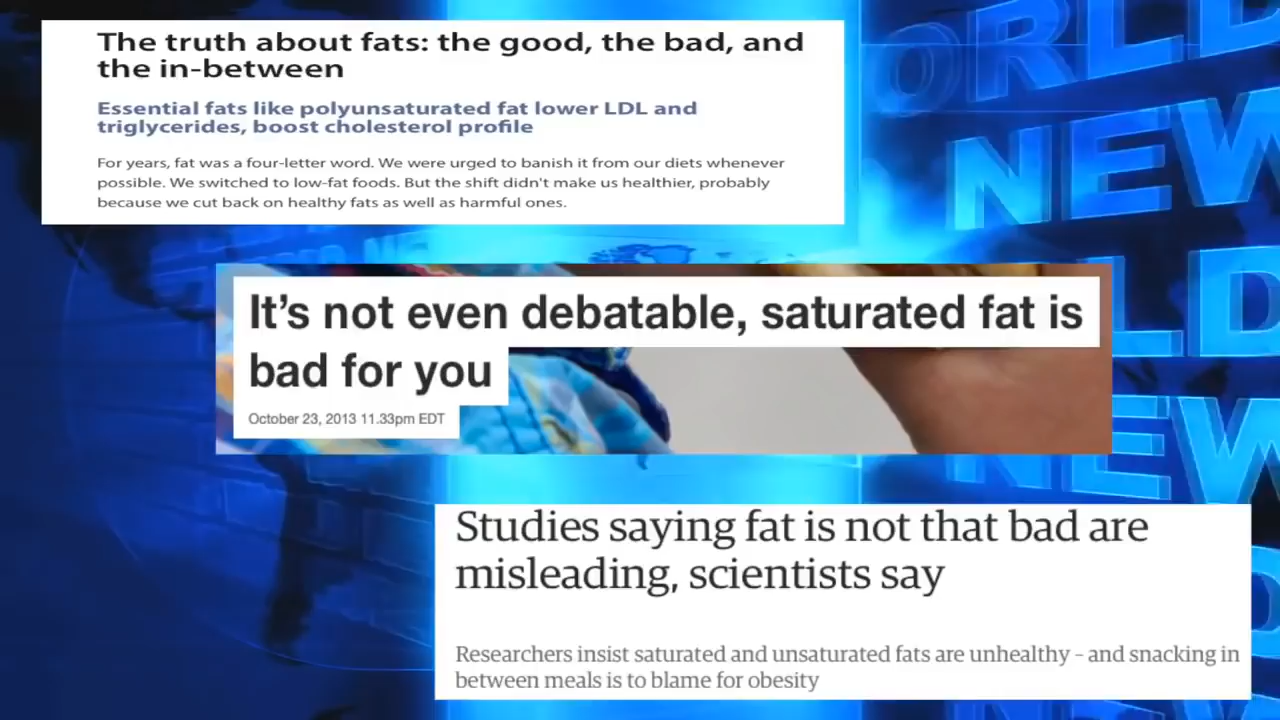 The truth about fats: the good, the bad, and
the in-between
Essential fats like polyunsaturated fat lower LDL and
triglycerides, boost cholesterol profile
For years, fat was a four-letter word. We were urged to banish it from our diets whenever
possible. We switched to low-fat foods. But the shift didn't make us healthier, probably
because we cut back on healthy fats as well as harmful ones.
It's not even debatable, saturated fat is
bad for you
October 23, 2013 11.33pm EDT
Studies saying fat is not that bad are
misleading, scientists say
Researchers insist saturated and unsaturated fats are unhealthy – and snacking in
between meals is to blame for obesity
ORLD
NEW
LD
NEW